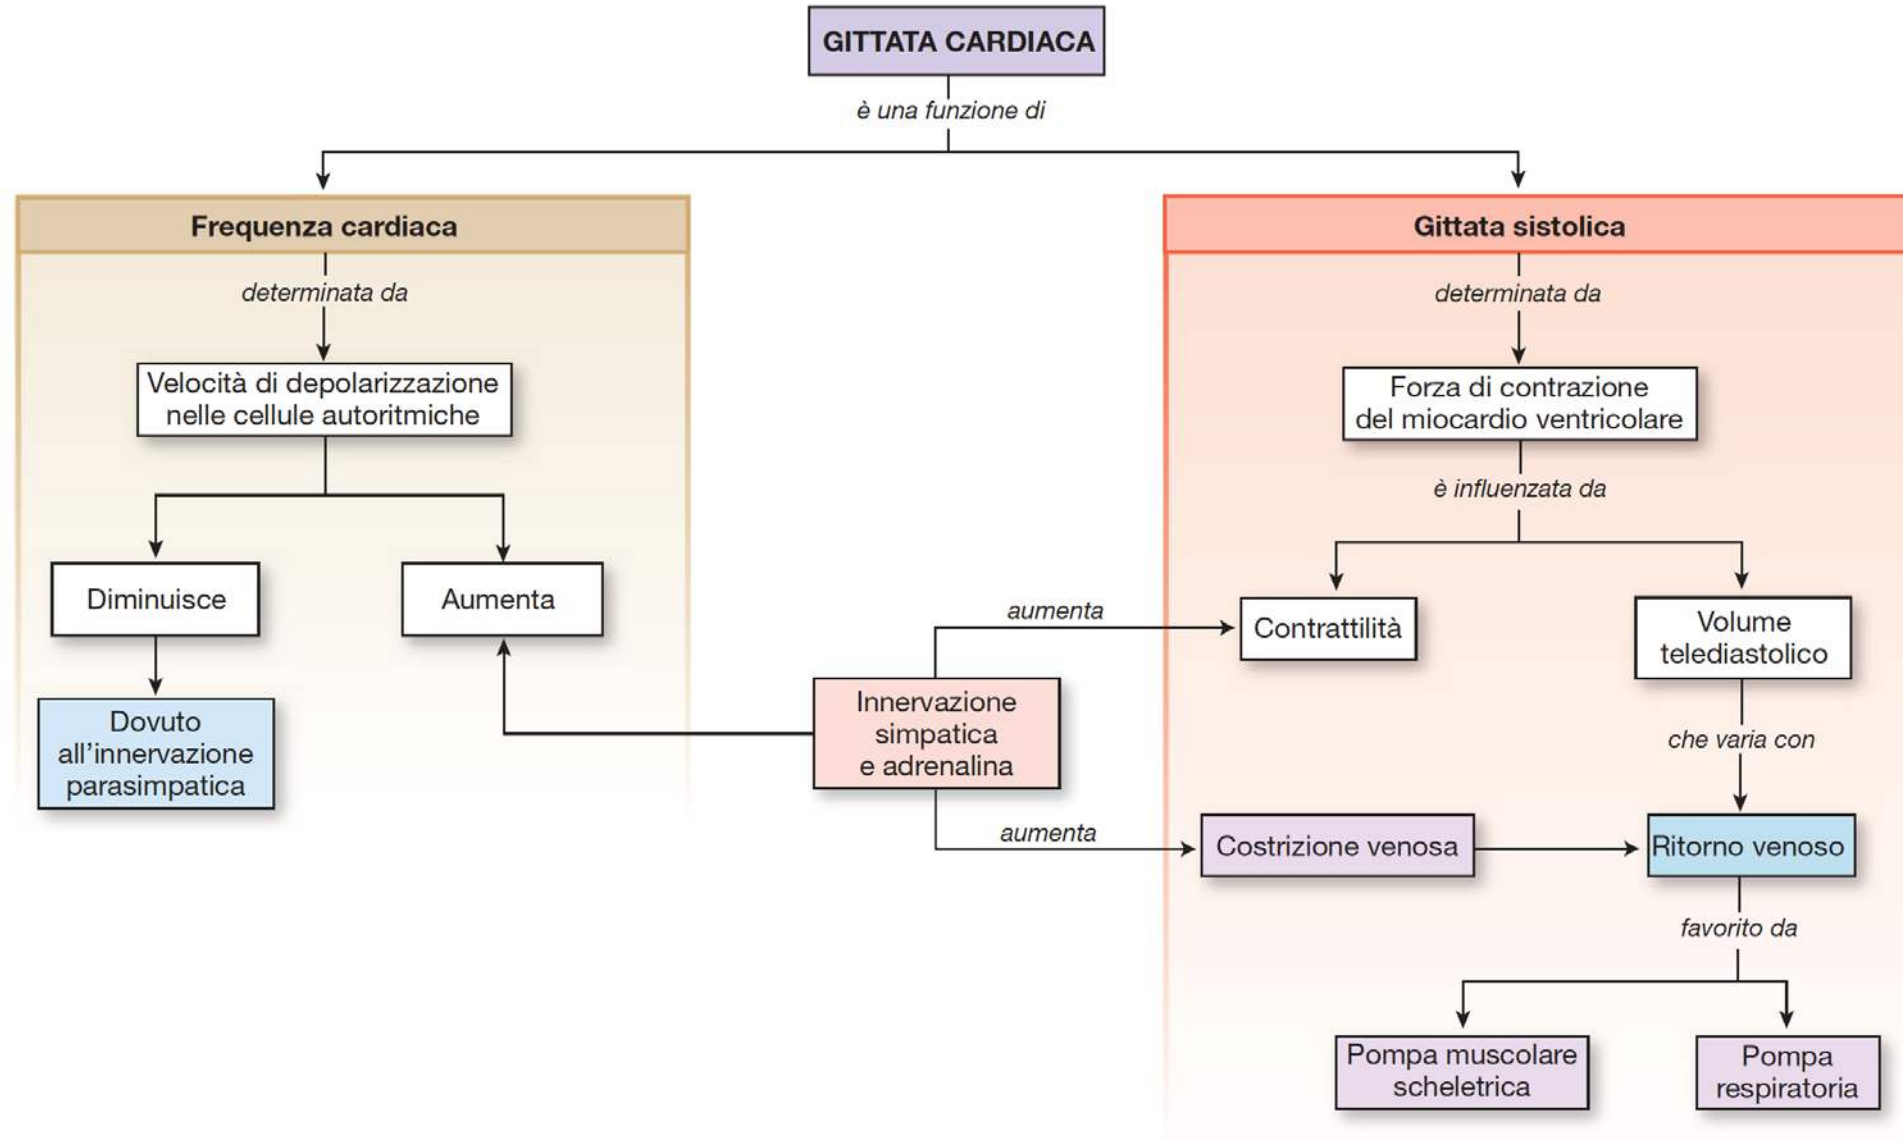 GITTATA CARDIACA
è una funzione di
Frequenza cardiaca
determinata da
Velocità di depolarizzazione
nelle cellule autoritmiche
Diminuisce
Aumenta
Dovuto
all'innervazione
parasimpatica
Innervazione
simpatica
e adrenalina
aumenta
aumenta
Gittata sistolica
determinata da
Forza di contrazione
del miocardio ventricolare
è influenzata da
Contrattilità
Volume
telediastolico
che varia con
Costrizione venosa
Ritorno venoso
favorito da
Pompa muscolare
scheletrica
Pompa
respiratoria